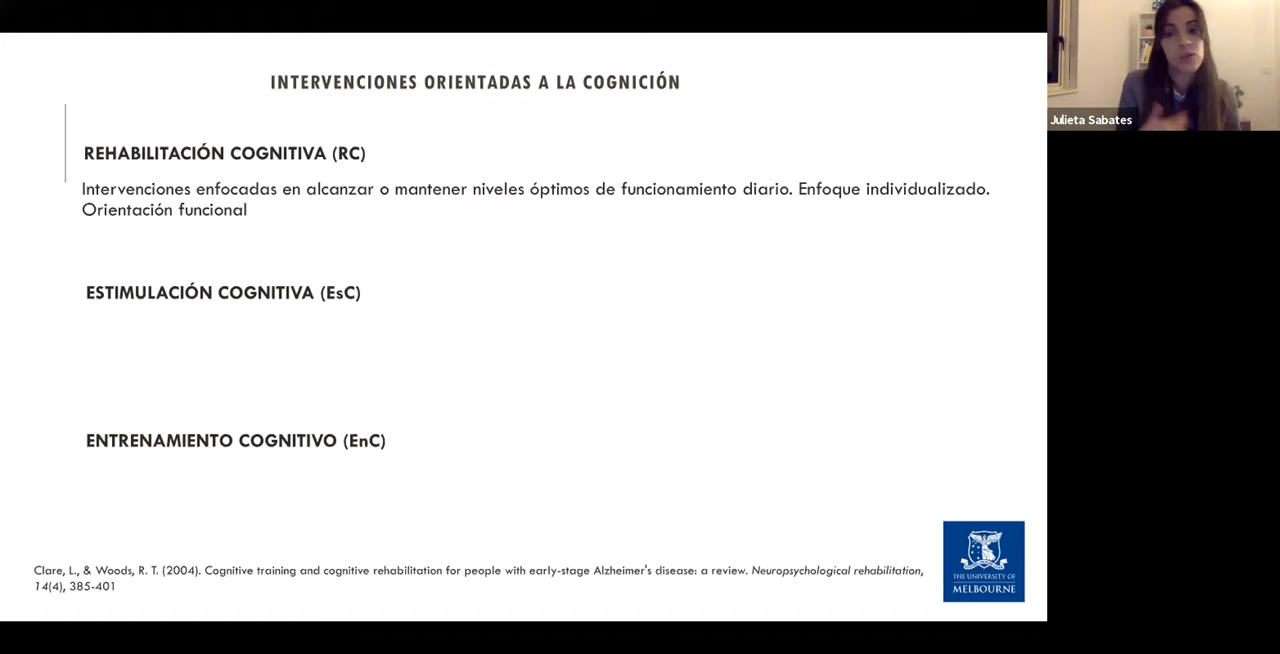 INTERVENCIONES ORIENTADAS A LA COGNICIÓN
REHABILITACIÓN COGNITIVA (RC)
Intervenciones enfocadas en alcanzar o mantener niveles óptimos de funcionamiento diario. Enfoque individualizado.
Orientación funcional
ESTIMULACIÓN COGNITIVA (EsC)
ENTRENAMIENTO COGNITIVO (EnC)
Clare, L., & Woods, R. T. (2004). Cognitive training and cognitive rehabilitation for people with early-stage Alzheimer's disease: a review. Neuropsychological rehabilitation,
14(4), 385-401
THE UNIVERSITY OF
MELBOURNE
Julieta Sabates